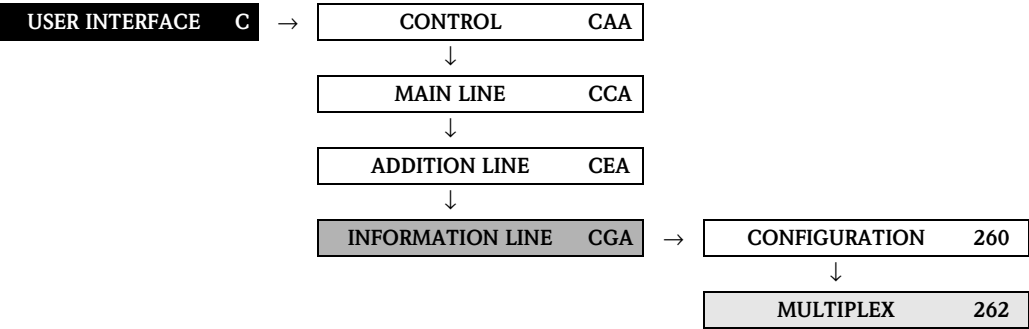 USER INTERFACE C → CONTROL CAA
↓
MAIN LINE CCA
↓
ADDITION LINE CEA
↓
INFORMATION LINE CGA → CONFIGURATION 260
↓
MULTIPLEX 262